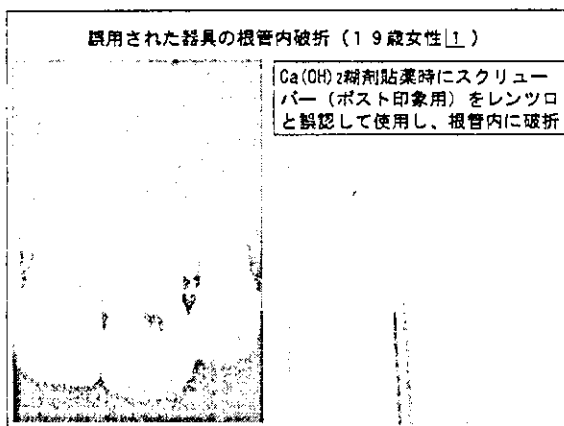 誤用された器具の根管内破折（１９歳女性|1）
Ca(OH)2糊剤貼薬時にスクリュー
バー（ポスト印象用）をレンツロ
と誤認して使用し、根管内に破折